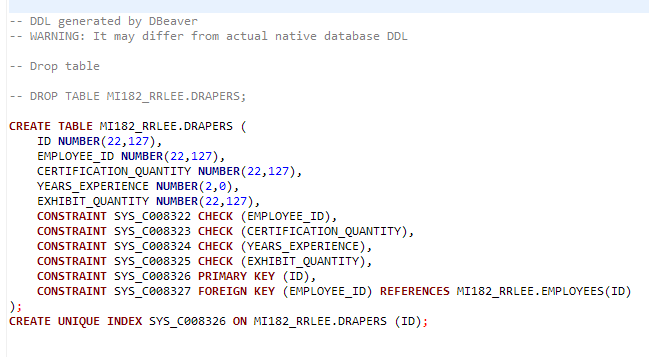 -- DDL generated by DBeaver
-- WARNING: It may differ from actual native database DDL
-- Drop table
-- DROP TABLE MI182_RRLEE.DRAPERS;
CREATE TABLE MI182_RRLEE.DRAPERS (
ID NUMBER(22,127),
EMPLOYEE_ID NUMBER(22,127),
CERTIFICATION_QUANTITY NUMBER(22,127),
YEARS_EXPERIENCE NUMBER(2,0),
EXHIBIT_QUANTITY NUMBER(22,127),
CONSTRAINT SYS_C008322 CHECK (EMPLOYEE_ID),
CONSTRAINT SYS_C008323 CHECK (CERTIFICATION_QUANTITY),
CONSTRAINT SYS_C008324 CHECK (YEARS_EXPERIENCE),
CONSTRAINT SYS_C008325 CHECK (EXHIBIT_QUANTITY),
CONSTRAINT SYS_C008326 PRIMARY KEY (ID),
CONSTRAINT SYS_C008327 FOREIGN KEY (EMPLOYEE_ID) REFERENCES MI182_RRLEE.EMPLOYEES(ID)
);
CREATE UNIQUE INDEX SYS_C008326 ON MI182_RRLEE.DRAPERS (ID);